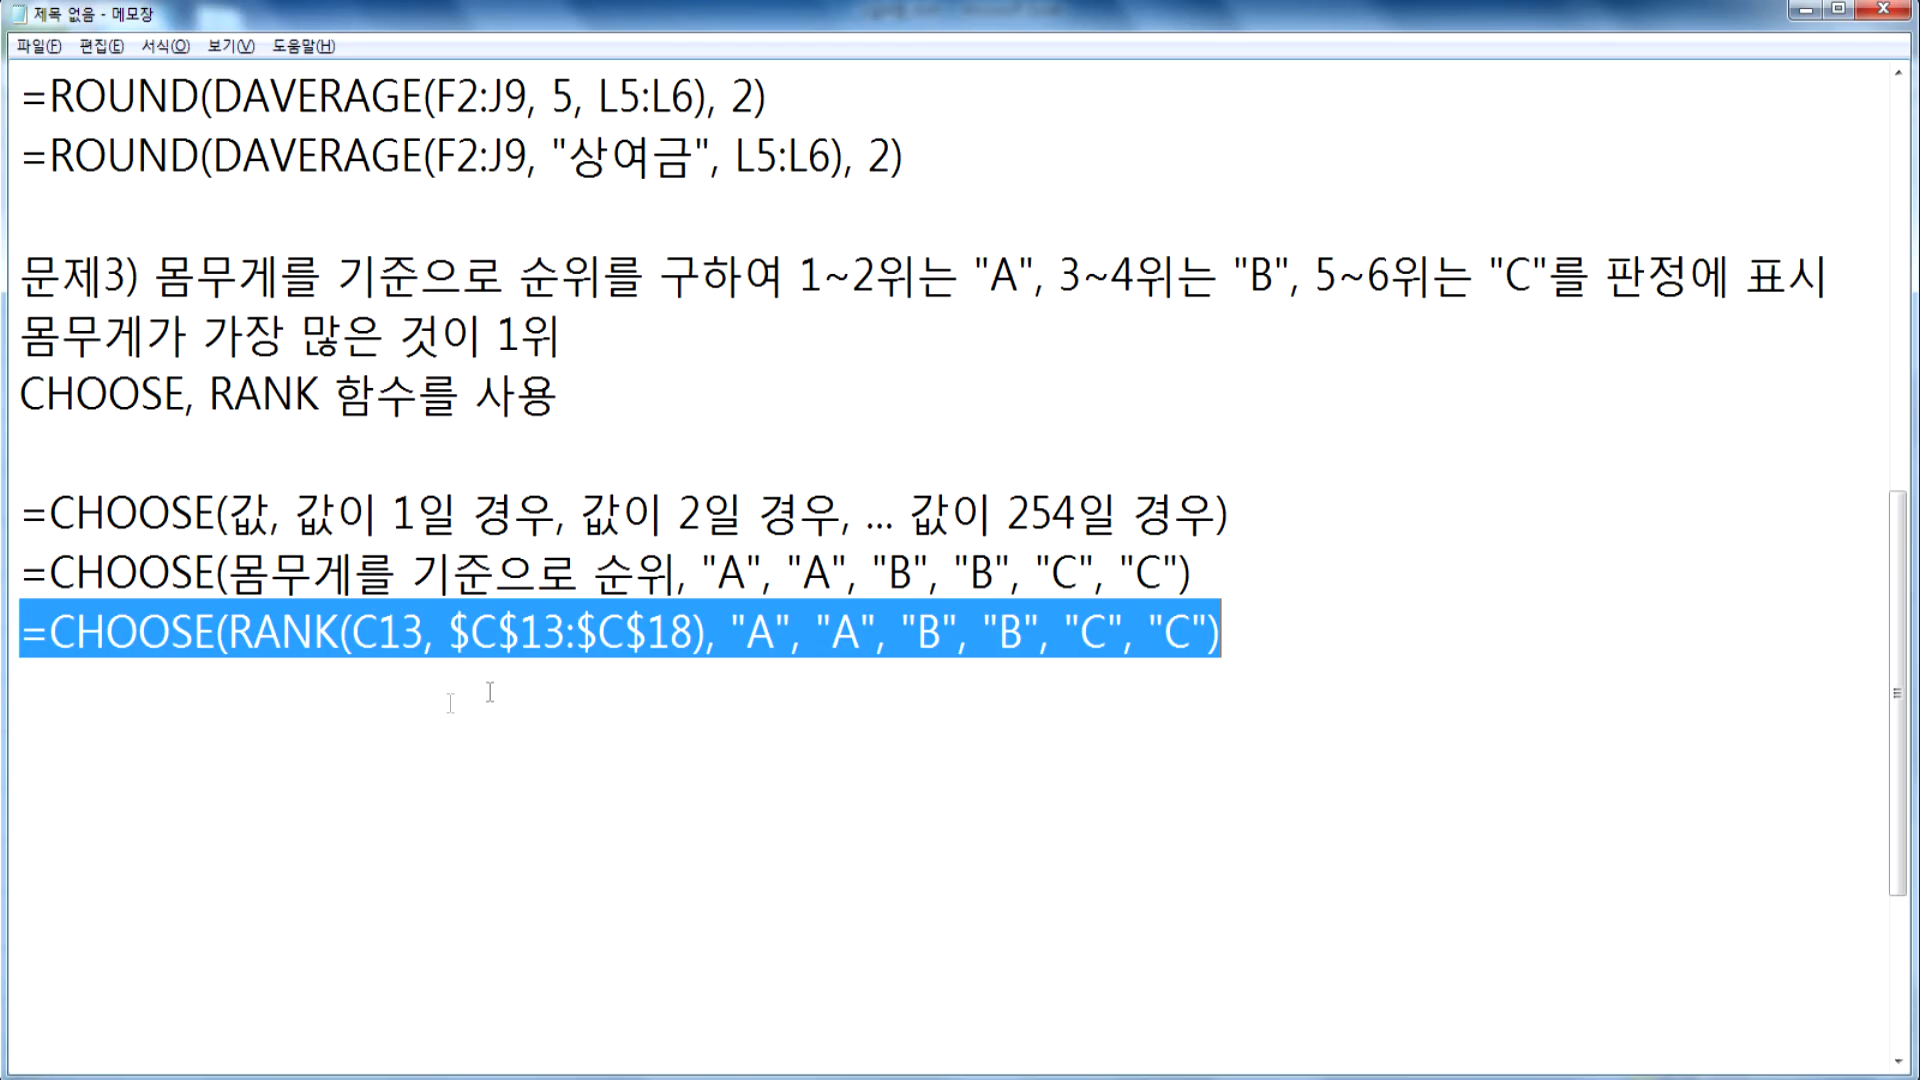 제목 없음 - 메모장
파일(F) 편집(E) 서식(O) 보기(V) 도움말(H)
=ROUND(DAVERAGE(F2:J9, 5, L5:L6), 2)
=ROUND(DAVERAGE(F2:J9, "상여금", L5:L6), 2)
문제3) 몸무게를 기준으로 순위를 구하여 1~2위는 "A", 3~4위는 "B", 5~6위는 "C"를 판정에 표시
몸무게가 가장 많은 것이 1위
CHOOSE, RANK 함수를 사용
=CHOOSE(값, 값이 1일 경우, 값이 2일 경우, ... 값이 254일 경우)
=CHOOSE(몸무게를 기준으로 순위, "A", "A", "B", "B", "C", "C")
=CHOOSE(RANK(C13, $C$13:$C$18), "A", "A", "B", "B", "C", "C")